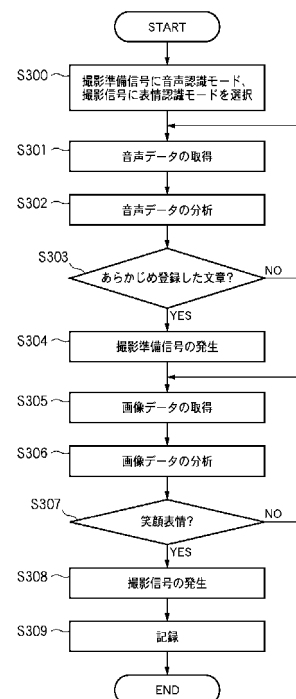 START
S300
撮影準備信号に音声認識モード、
撮影信号に表情認識モードを選択
S301
音声データの取得
S302
音声データの分析
S303
あらかじめ登録した文章?
NO
YES
S304
撮影準備信号の発生
S305
画像データの取得
S306
画像データの分析
S307
笑顔表情?
NO
YES
S308
撮影信号の発生
S309
記録
END